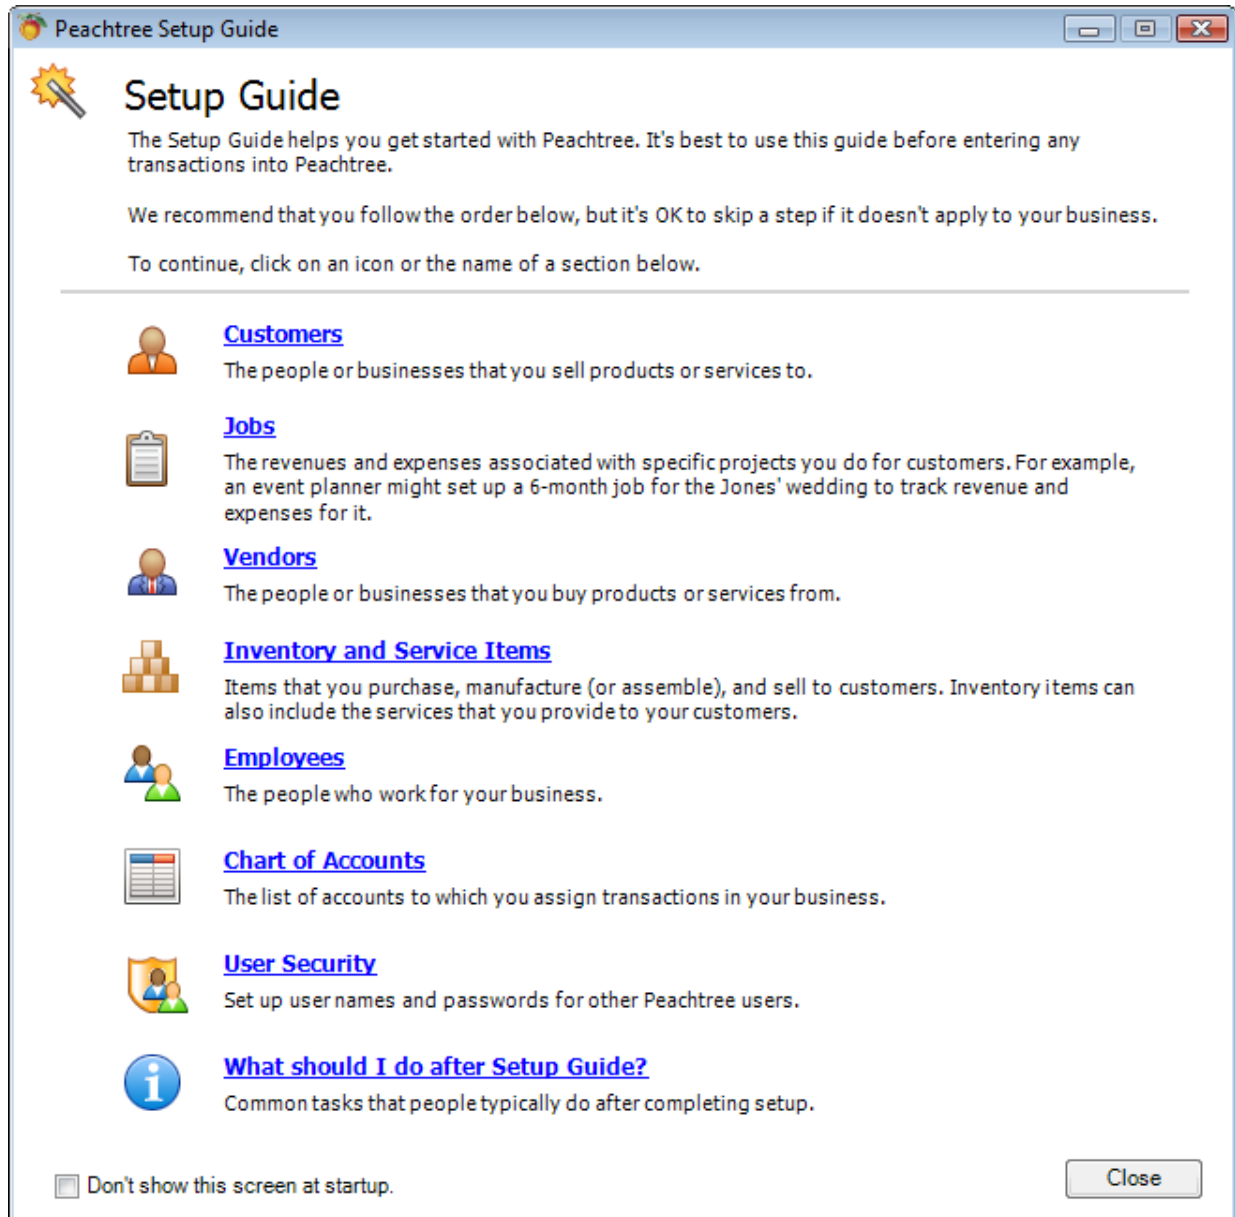 Peachtree Setup Guide
Setup Guide
The Setup Guide helps you get started with Peachtree. It's best to use this guide before entering any
transactions into Peachtree.
We recommend that you follow the order below, but it's OK to skip a step if it doesn't apply to your business.
To continue, click on an icon or the name of a section below.
Customers
The people or businesses that you sell products or services to.
Jobs
The revenues and expenses associated with specific projects you do for customers. For example,
an event planner might set up a 6-month job for the Jones' wedding to track revenue and
expenses for it.
Vendors
The people or businesses that you buy products or services from.
Inventory and Service Items
Items that you purchase, manufacture (or assemble), and sell to customers. Inventory items can
also include the services that you provide to your customers.
Employees
The people who work for your business.
Chart of Accounts
The list of accounts to which you assign transactions in your business.
User Security
Set up user names and passwords for other Peachtree users.
What should I do after Setup Guide?
Common tasks that people typically do after completing setup.
Don't show this screen at startup.
Close